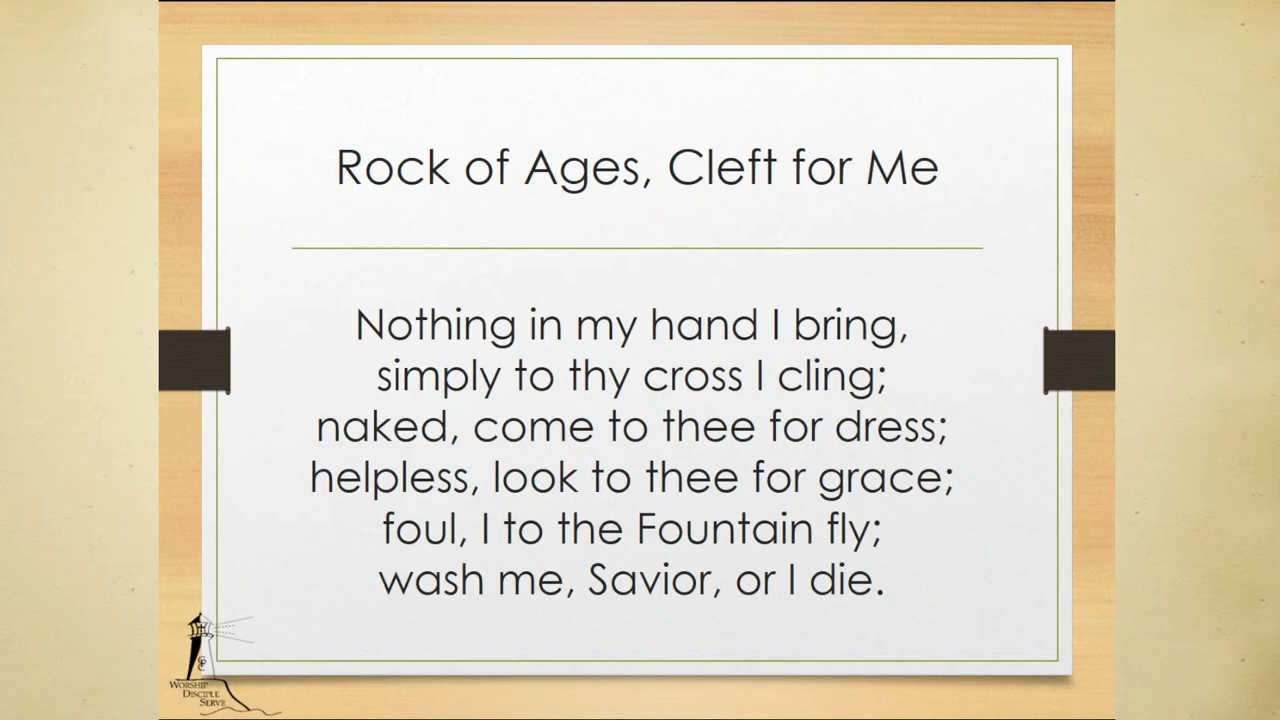 Rock of Ages, Cleft for Me
Nothing in my hand I bring,
simply to thy cross I cling;
naked, come to thee for dress;
helpless, look to thee for grace;
foul, I to the Fountain fly;
wash me, Savior, or I die.
WORSHIP
DISCIPLE
SERVE